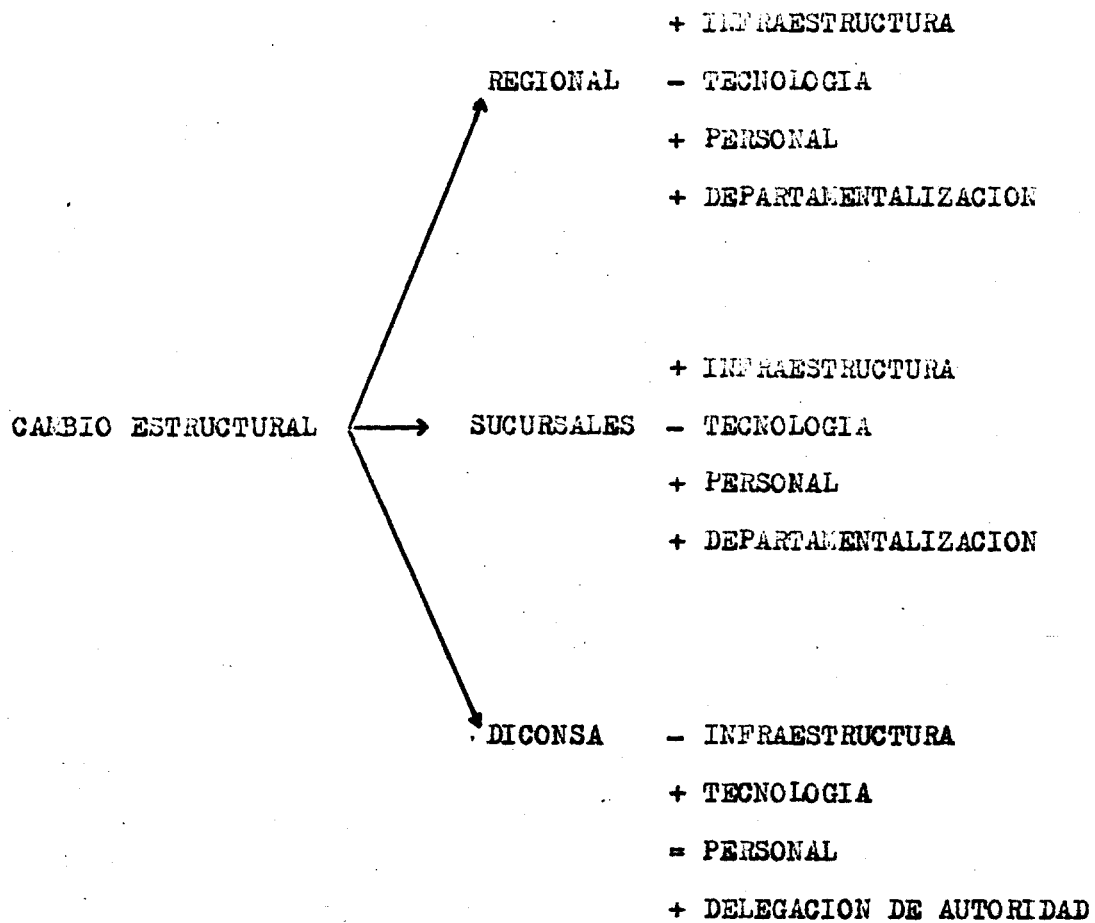 + INFRAESTRUCTURA
REGIONAL - TECNOLOGIA
+ PERSONAL
+ DEPARTAMENTALIZACION
+ INFRAESTRUCTURA
CAMBIO ESTRUCTURAL SUCURSALES - TECNOLOGIA
+ PERSONAL
+ DEPARTAMENTALIZACION
DICONSA - INFRAESTRUCTURA
+ TECNOLOGIA
= PERSONAL
+ DELEGACION DE AUTORIDAD